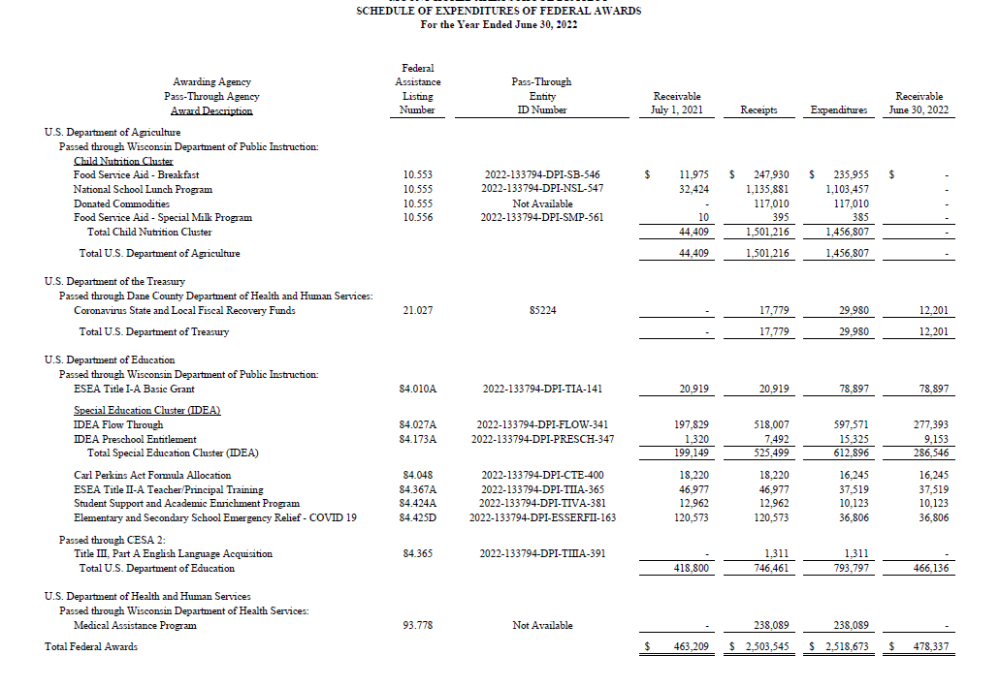 SCHEDULE OF EXPENDITURES OF FEDERAL AWARDS
For the Year Ended June 30, 2022
Federal
Awarding Agency Assistance Pass-Through
Pass-Through Agency Listing Entity Receivable Receivable
Award Description Number ID Number July 1, 2021 Receipts Expenditures June 30, 2022
U.S. Department of Agriculture
Passed through Wisconsin Department of Public Instruction:
Child Nutrition Cluster
Food Service Aid - Breakfast 10.553 2022-133794-DPI-SB-546 $ 11,975 $ 247,930 $ 235,955 $ -
National School Lunch Program 10.555 2022-133794-DPI-NSL-547 32,424 1,135,881 1,103,457 -
Donated Commodities 10.555 Not Available - 117,010 117,010 -
Food Service Aid - Special Milk Program 10.556 2022-133794-DPI-SMP-561 10 395 385 -
Total Child Nutrition Cluster 44,409 1,501,216 1,456,807 -
Total U.S. Department of Agriculture 44,409 1,501,216 1,456,807 -
U.S. Department of the Treasury
Passed through Dane County Department of Health and Human Services:
Coronavirus State and Local Fiscal Recovery Funds 21.027 85224 - 17,779 29,980 12,201
Total U.S. Department of Treasury - 17,779 29,980 12,201
U.S. Department of Education
Passed through Wisconsin Department of Public Instruction:
ESEA Title I-A Basic Grant 84.010A 2022-133794-DPI-TIA-141 20,919 20,919 78,897 78,897
Special Education Cluster (IDEA)
IDEA Flow Through 84.027A 2022-133794-DPI-FLOW-341 197,829 518,007 597,571 277,393
IDEA Preschool Entitlement 84.173A 2022-133794-DPI-PRESCH-347 1,320 7,492 15,325 9,153
Total Special Education Cluster (IDEA) 199,149 525,499 612,896 286,546
Carl Perkins Act Formula Allocation 84.048 2022-133794-DPI-CTE-400 18,220 18,220 16,245 16,245
ESEA Title II-A Teacher/Principal Training 84.367A 2022-133794-DPI-TIIA-365 46,977 46,977 37,519 37,519
Student Support and Academic Enrichment Program 84.424A 2022-133794-DPI-TIVA-381 12,962 12,962 10,123 10,123
Elementary and Secondary School Emergency Relief - COVID 19 84.425D 2022-133794-DPI-ESSERFII-163 120,573 120,573 36,806 36,806
Passed through CESA 2:
Title III, Part A English Language Acquisition 84.365 2022-133794-DPI-TIIIA-391 - 1,311 1,311 -
Total U.S. Department of Education 418,800 746,461 793,797 466,136
U.S. Department of Health and Human Services
Passed through Wisconsin Department of Health Services:
Medical Assistance Program 93.778 Not Available - 238,089 238,089 -
Total Federal Awards $ 463,209 $ 2,503,545 $ 2,518,673 $ 478,337